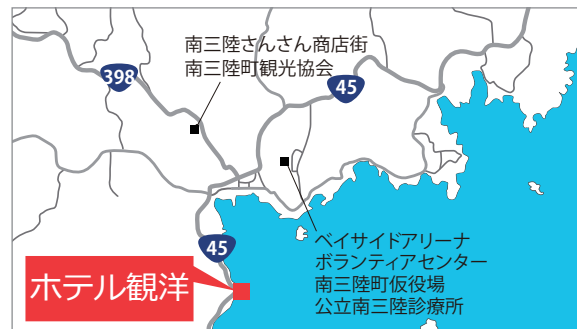 南三陸さんさん商店街
南三陸町観光協会
398
45
45
ベイサイドアリーナ
ボランティアセンター
南三陸町仮役場
公立南三陸診療所
ホテル観洋